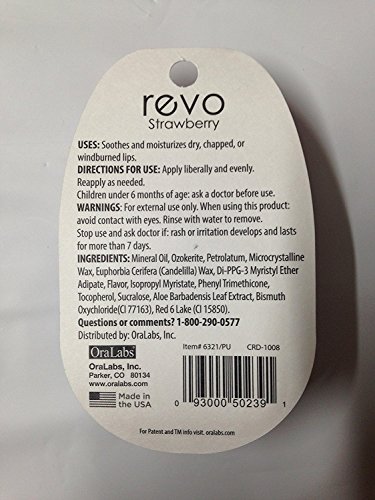 revo
Strawberry
USES: Soothes and moisturizes dry, chapped, or
windburned lips.
DIRECTIONS FOR USE: Apply liberally and evenly.
Reapply as needed.
Children under 6 months of age: ask a doctor before use.
WARNINGS: For external use only. When using this product:
avoid contact with eyes. Rinse with water to remove.
Stop use and ask doctor if: rash or irritation develops and lasts
for more than 7 days.
INGREDIENTS: Mineral Oil, Ozokerite, Petrolatum, Microcrystalline
Wax, Euphorbia Cerifera (Candelilla) Wax, Di-PPG-3 Myristyl Ether
Adipate, Flavor, Isopropyl Myristate, Phenyl Trimethicone,
Tocopherol, Sucralose, Aloe Barbadensis Leaf Extract, Bismuth
Oxychloride(CI 77163), Red 6 Lake (CI 15850).
Questions or comments? 1-800-290-0577
Distributed by: OraLabs, Inc.
Item# 6321/PU CRD-1008
OraLabs
OraLabs, Inc.
Parker, CO 80134
www.oralabs.com
Made in
the USA
0 93000 50239 1
For Patent and TM info visit. oralabs.com